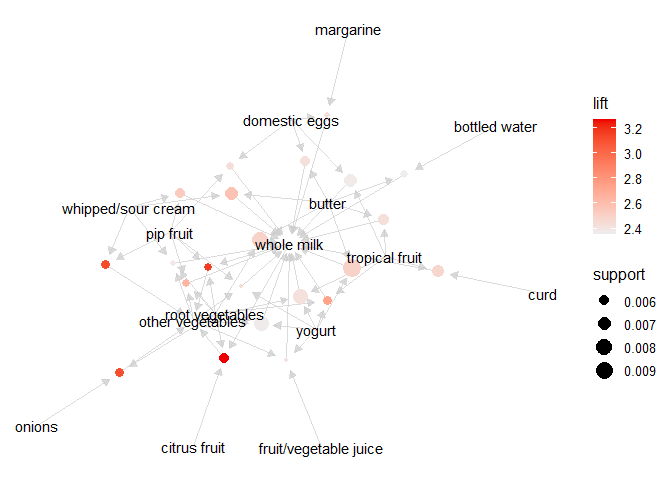 margarine
domestic eggs
bottled water
whipped/sour cream
butter
pip fruit
whole milk
tropical fruit
curd
root vegetables
other vegetables
yogurt
onions
citrus fruit
fruit/vegetable juice
lift
3.2
3.0
2.8
2.6
2.4
support
0.006
0.007
0.008
0.009